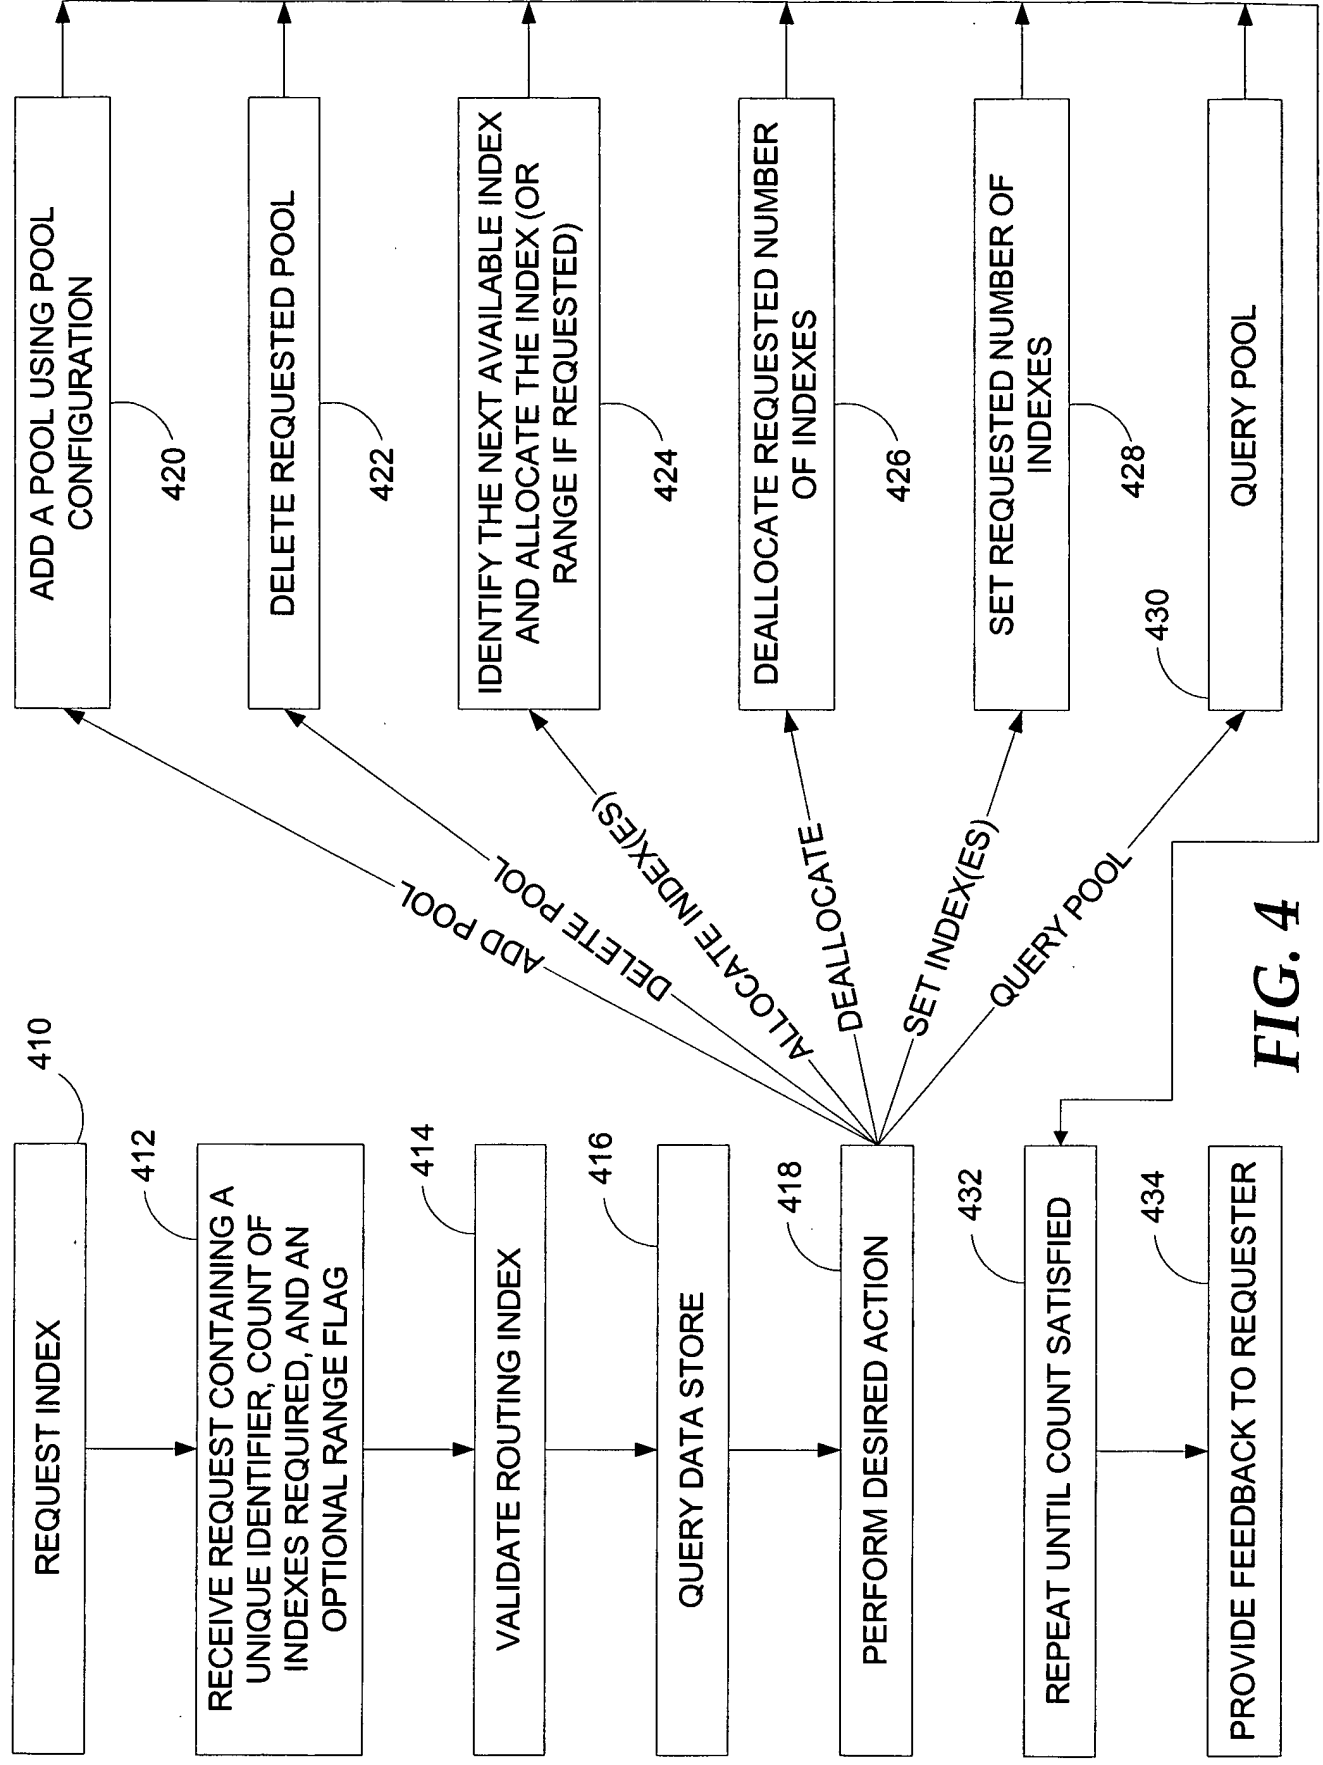 REQUEST INDEX
410
RECEIVE REQUEST CONTAINING A
UNIQUE IDENTIFIER, COUNT OF
INDEXES REQUIRED, AND AN
OPTIONAL RANGE FLAG
412
VALIDATE ROUTING INDEX
414
QUERY DATA STORE
416
PERFORM DESIRED ACTION
418
REPEAT UNTIL COUNT SATISFIED
432
PROVIDE FEEDBACK TO REQUESTER
434
ADD POOL
DELETE POOL
ALLOCATE INDEX(ES)
DEALLOCATE
SET INDEX(ES)
QUERY POOL
ADD A POOL USING POOL
CONFIGURATION
420
DELETE REQUESTED POOL
422
IDENTIFY THE NEXT AVAILABLE INDEX
AND ALLOCATE THE INDEX (OR
RANGE IF REQUESTED)
424
DEALLOCATE REQUESTED NUMBER
OF INDEXES
426
SET REQUESTED NUMBER OF
INDEXES
428
430
QUERY POOL
FIG. 4